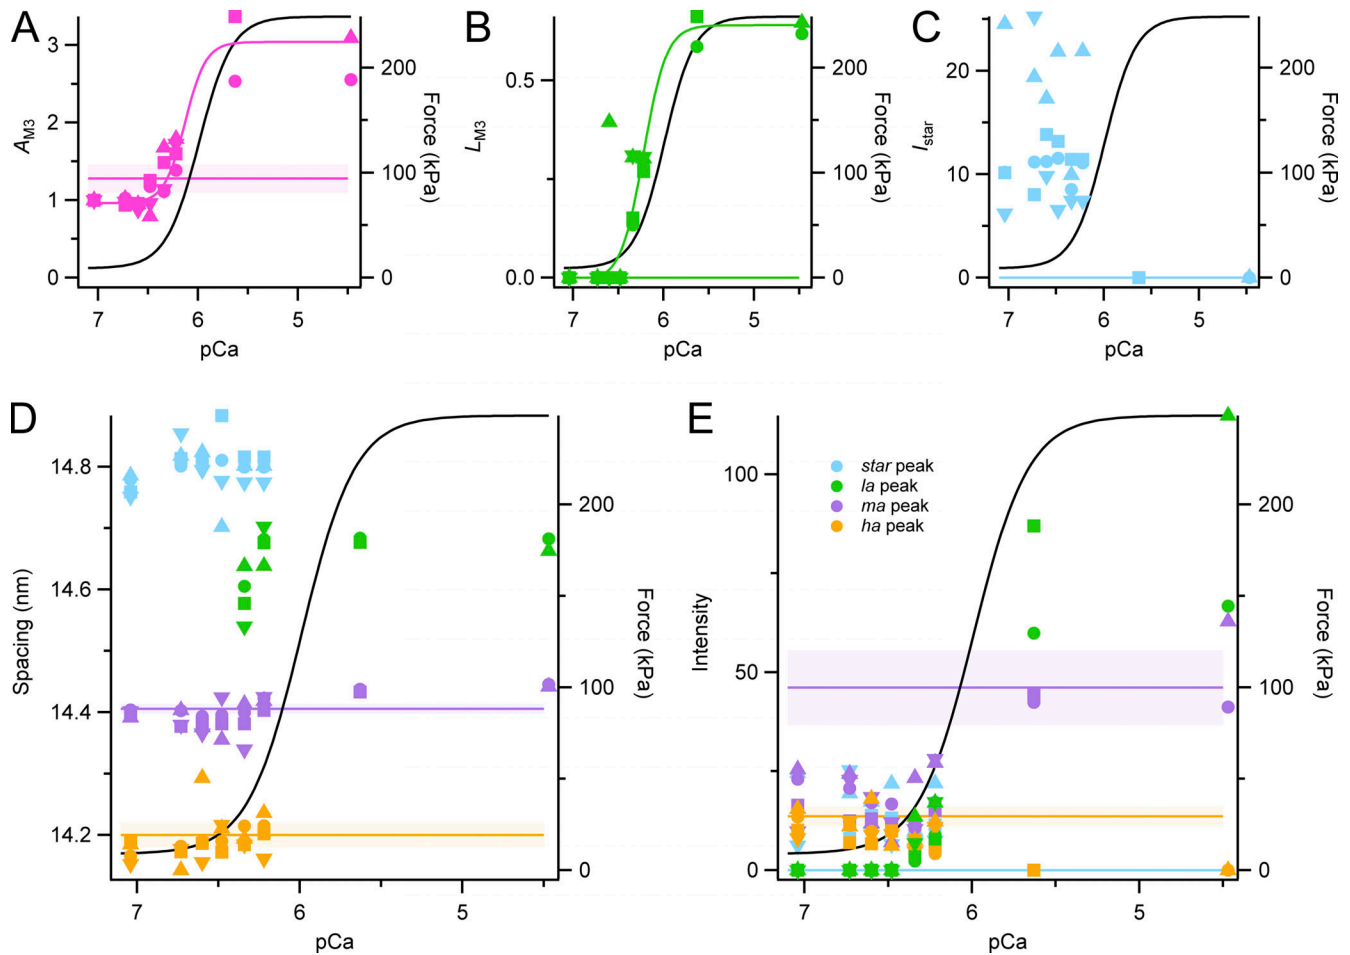 A
B
C
3
2
1
0
A_M3
200
100
0
Force (kPa)
7
6
5
pCa
0.5
0.0
L_M3
200
100
0
Force (kPa)
7
6
5
pCa
20
10
0
I_star
200
100
0
Force (kPa)
7
6
5
pCa
D
14.8
14.6
14.4
14.2
Spacing (nm)
200
100
0
Force (kPa)
7
6
5
pCa
E
100
50
0
Intensity
star peak
la peak
ma peak
ha peak
200
100
0
Force (kPa)
7
6
5
pCa